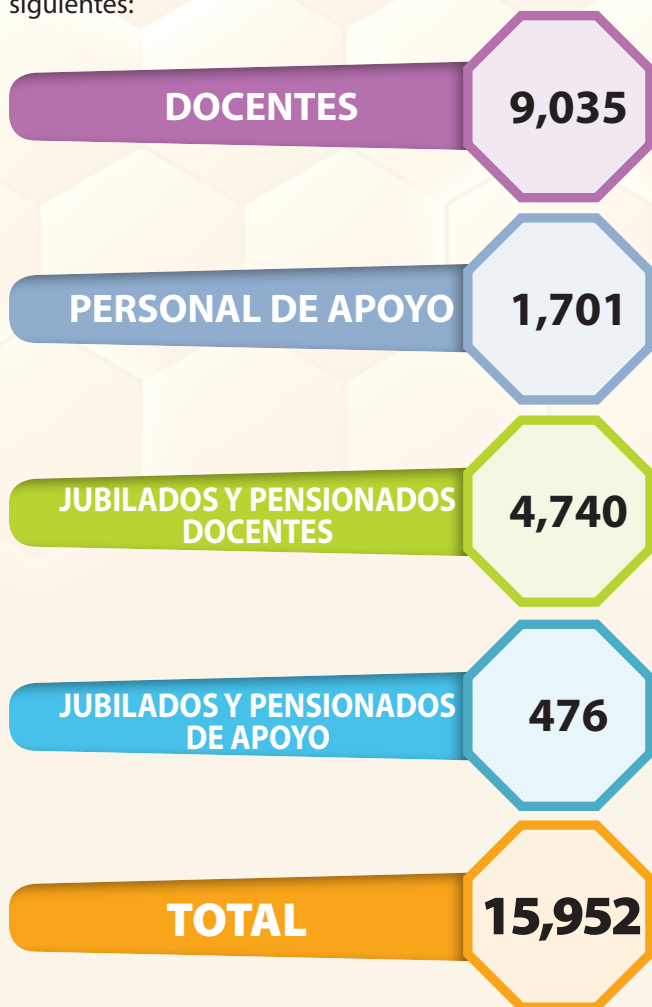 siguientes:
DOCENTES
9,035
PERSONAL DE APOYO
1,701
JUBILADOS Y PENSIONADOS
DOCENTES
4,740
JUBILADOS Y PENSIONADOS
DE APOYO
476
TOTAL
15,952